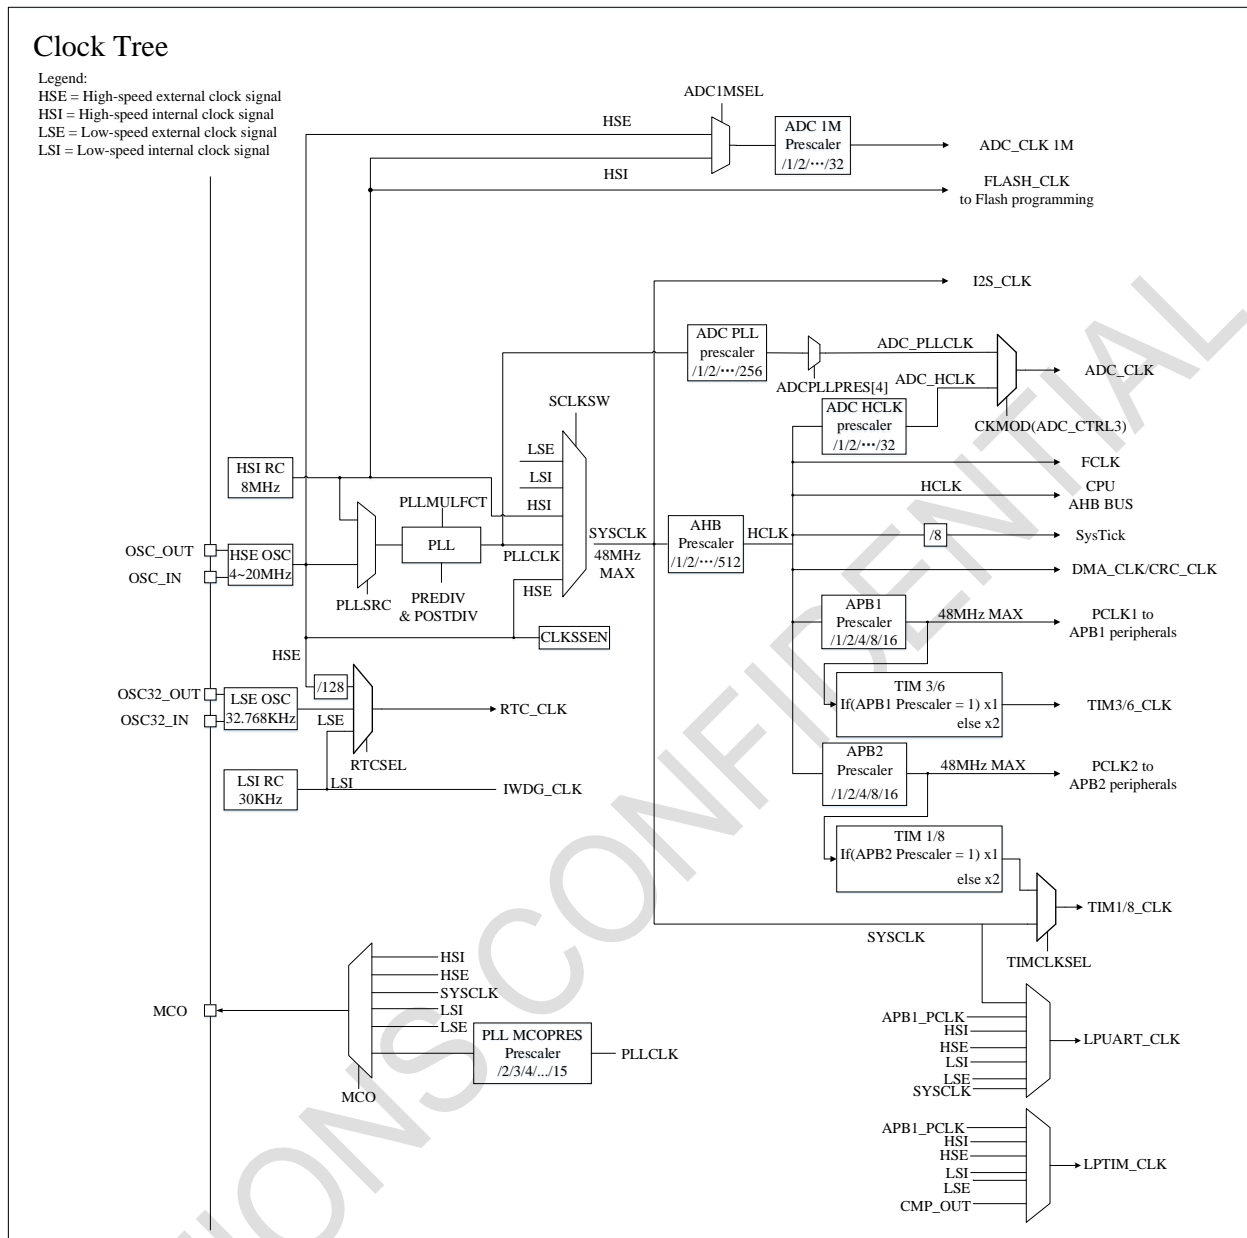 Clock Tree
Legend:
HSE = High-speed external clock signal
HSI = High-speed internal clock signal
LSE = Low-speed external clock signal
LSI = Low-speed internal clock signal
ADC1MSEL
HSE
ADC 1M
Prescaler
/1/2/···/32
ADC_CLK 1M
HSI
FLASH_CLK
to Flash programming
I2S_CLK
ADC PLL
prescaler
/1/2/···/256
ADC_PLLCLK
ADCPLLPRES[4]
ADC_HCLK
ADC_CLK
ADC HCLK
prescaler
/1/2/···/32
CKMOD(ADC_CTRL3)
SCLKSW
LSE
LSI
HSI
HSI RC
8MHz
PLLMULFCT
PLL
PLLCLK
HSE
SYSCLK
48MHz
MAX
AHB
Prescaler
/1/2/···/512
HCLK
FCLK
HCLK
CPU
AHB BUS
/8
SysTick
DMA_CLK/CRC_CLK
OSC_OUT
OSC_IN
HSE OSC
4~20MHz
PLLSRC
PREDIV
& POSTDIV
CLKSSEN
APB1
Prescaler
/1/2/4/8/16
48MHz MAX
PCLK1 to
APB1 peripherals
HSE
/128
OSC32_OUT
OSC32_IN
LSE OSC
32.768KHz
LSE
RTC_CLK
RTCSEL
TIM 3/6
If(APB1 Prescaler = 1) x1
else x2
TIM3/6_CLK
LSI RC
30KHz
LSI
IWDG_CLK
APB2
Prescaler
/1/2/4/8/16
48MHz MAX
PCLK2 to
APB2 peripherals
TIM 1/8
If(APB2 Prescaler = 1) x1
else x2
TIM1/8_CLK
SYSCLK
TIMCLKSEL
MCO
HSI
HSE
SYSCLK
LSI
LSE
PLL MCOPRES
Prescaler
/2/3/4/.../15
PLLCLK
MCO
APB1_PCLK
HSI
HSE
LSI
LSE
SYSCLK
LPUART_CLK
APB1_PCLK
HSI
HSE
LSI
LSE
CMP_OUT
LPTIM_CLK
IONS CONFIDENTIAL